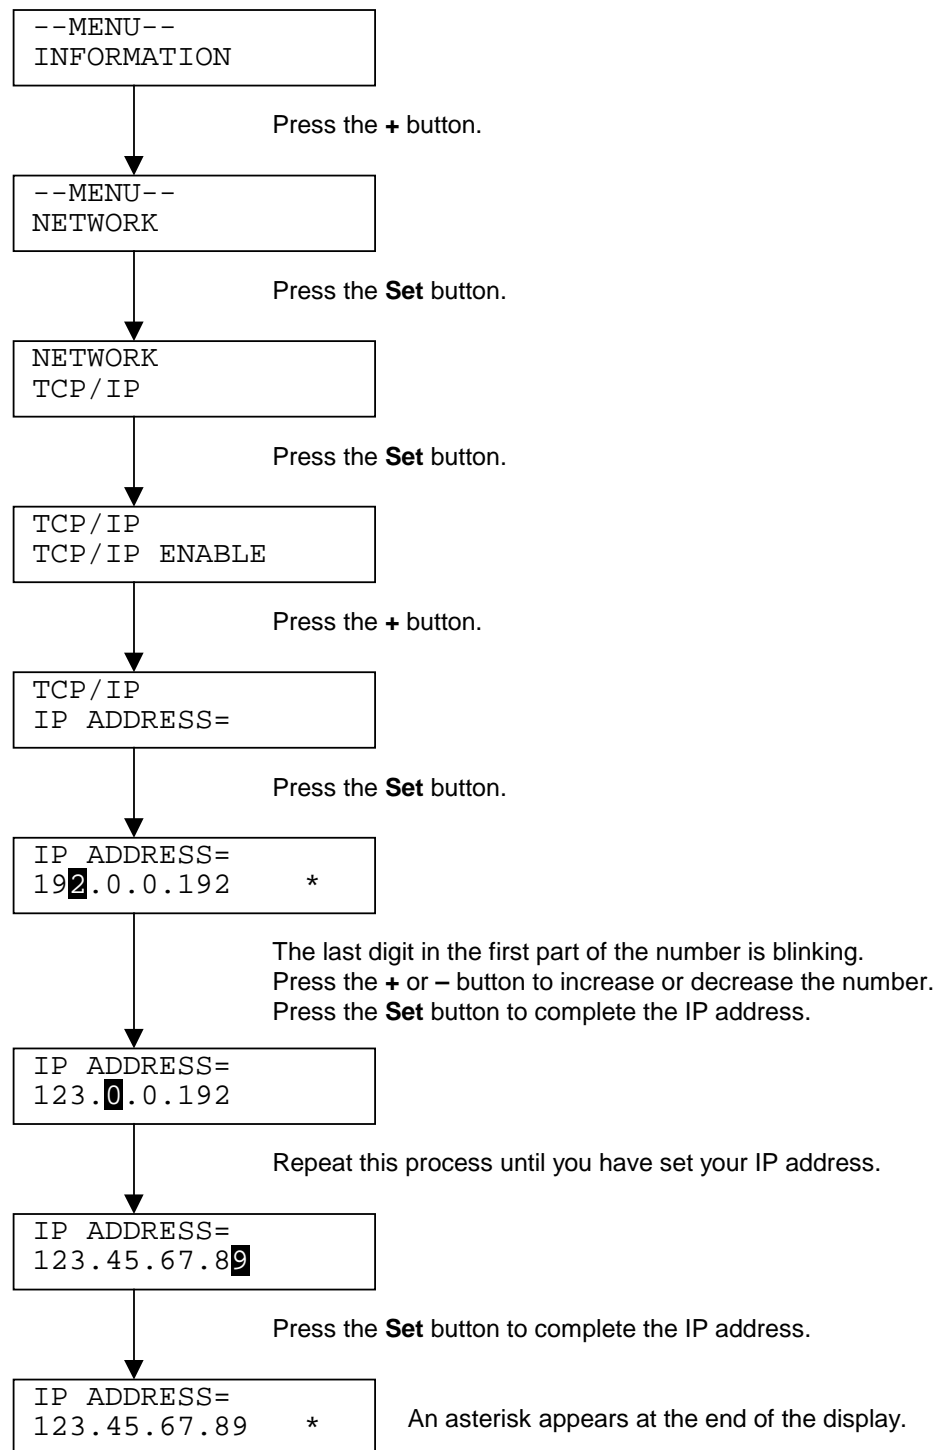 --MENU--
INFORMATION
Press the + button.
--MENU--
NETWORK
Press the Set button.
NETWORK
TCP/IP
Press the Set button.
TCP/IP
TCP/IP ENABLE
Press the + button.
TCP/IP
IP ADDRESS=
Press the Set button.
IP ADDRESS=
192.0.0.192 *
The last digit in the first part of the number is blinking.
Press the + or – button to increase or decrease the number.
Press the Set button to complete the IP address.
IP ADDRESS=
123.0.0.192
Repeat this process until you have set your IP address.
IP ADDRESS=
123.45.67.89
Press the Set button to complete the IP address.
IP ADDRESS=
123.45.67.89 *
An asterisk appears at the end of the display.